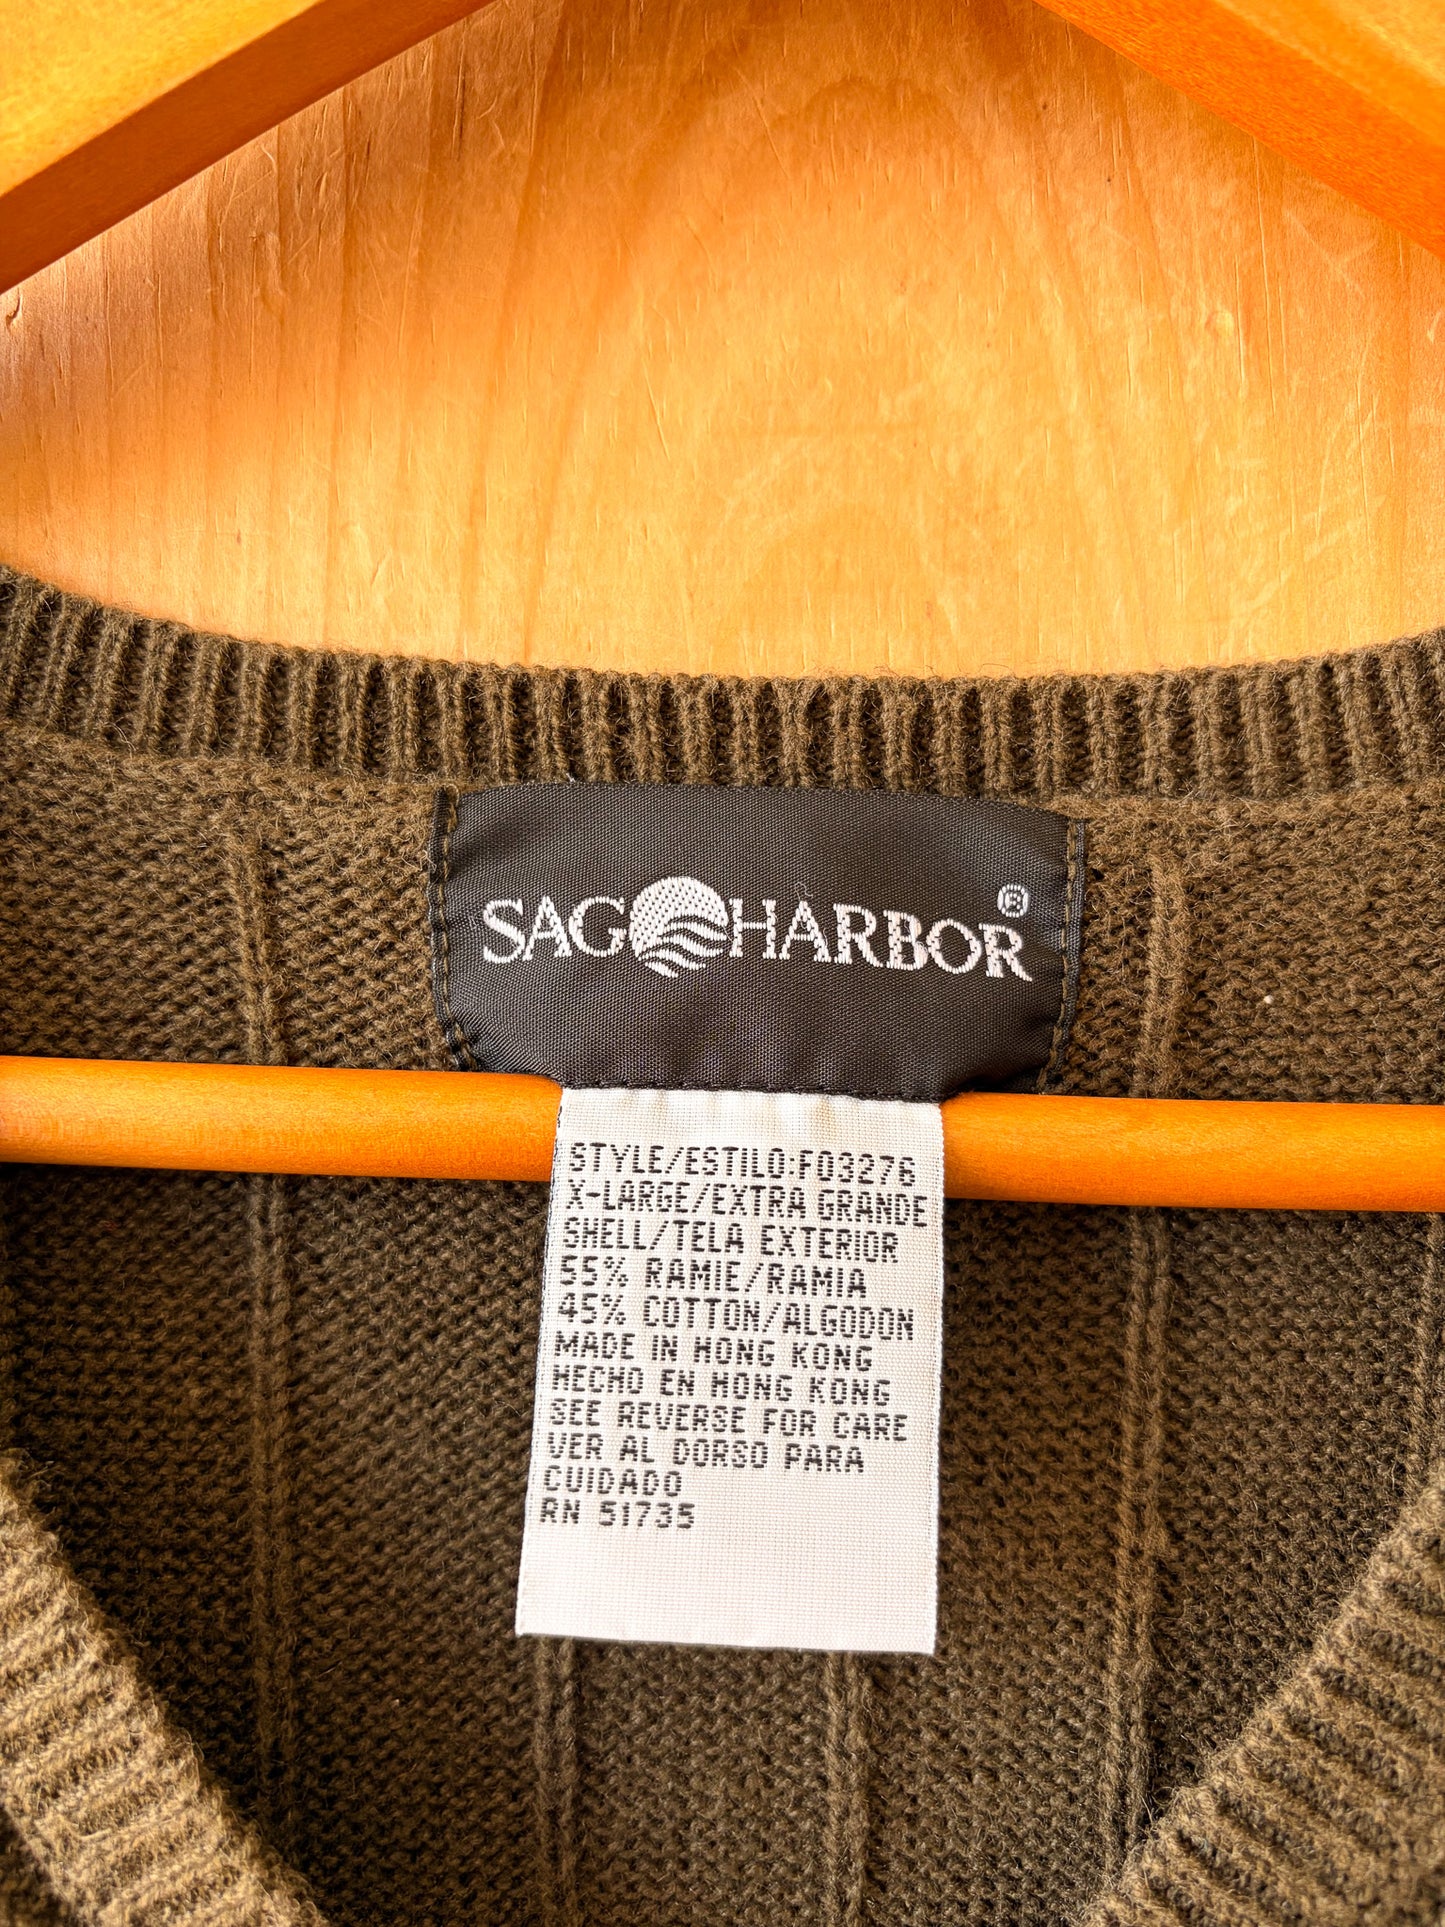 SAG HARBOR ®
STYLE/ESTILO:F03276
X-LARGE/EXTRA GRANDE
SHELL/TELA EXTERIOR
55% RAMIE/RAMIA
45% COTTON/ALGODON
MADE IN HONG KONG
HECHO EN HONG KONG
SEE REVERSE FOR CARE
VER AL DORSO PARA
CUIDADO
RN 51735